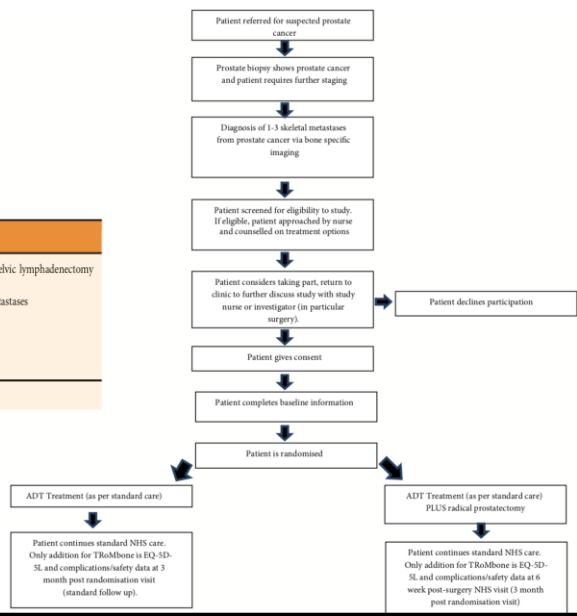 Patient referred for suspected prostate
cancer
Prostate biopsy shows prostate cancer
and patient requires further staging
Diagnosis of 1-3 skeletal metastases
from prostate cancer via bone specific
imaging
Patient screened for eligibility to study.
If eligible, patient approached by nurse
and counselled on treatment options
elvic lymphadenectomy
tastases
Patient considers taking part, return to
clinic to further discuss study with study
nurse or investigator (in particular
surgery).
Patient declines participation
Patient gives consent
Patient completes baseline information
Patient is randomised
ADT Treatment (as per standard care)
Patient continues standard NHS care.
Only addition for TRoMbone is EQ-5D-
5L and complications/safety data at 3
month post randomisation visit
(standard follow up).
ADT Treatment (as per standard care)
PLUS radical prostatectomy
Patient continues standard NHS care.
Only addition for TRoMbone is EQ-5D-
5L and complications/safety data at 6
week post-surgery NHS visit (3 month
post randomisation visit)